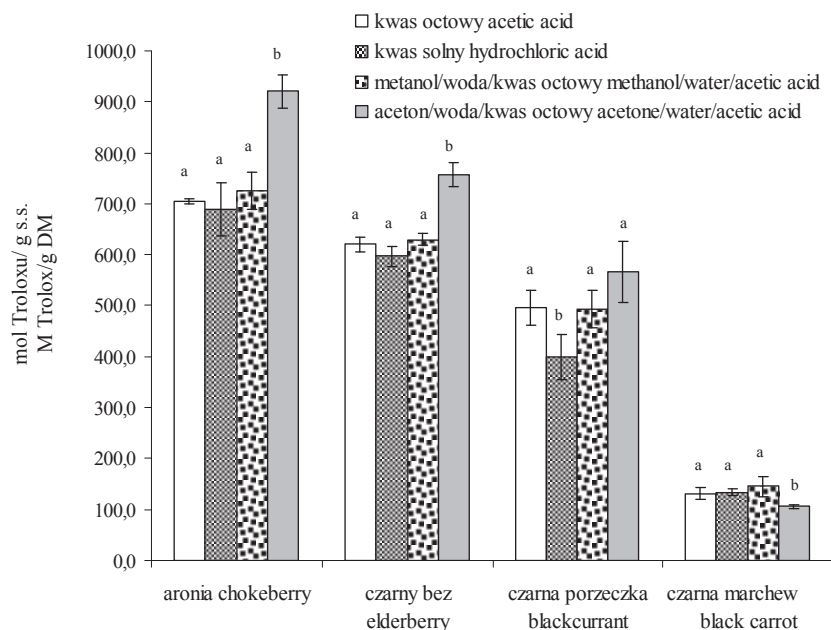 kwas octowy acetic acid
kwas solny hydrochloric acid
metanol/woda/kwas octowy methanol/water/acetic acid
aceton/woda/kwas octowy acetone/water/acetic acid
mol Troloxu/ g s.s.
M Trolox/g DM
1000,0
900,0
800,0
700,0
600,0
500,0
400,0
300,0
200,0
100,0
0,0
a
a
a
b
a
a
a
b
a
b
a
a
a
a
a
b
aronia chokeberry
czarny bez
elderberry
czarna porzeczka
blackcurrant
czarna marchew
black carrot